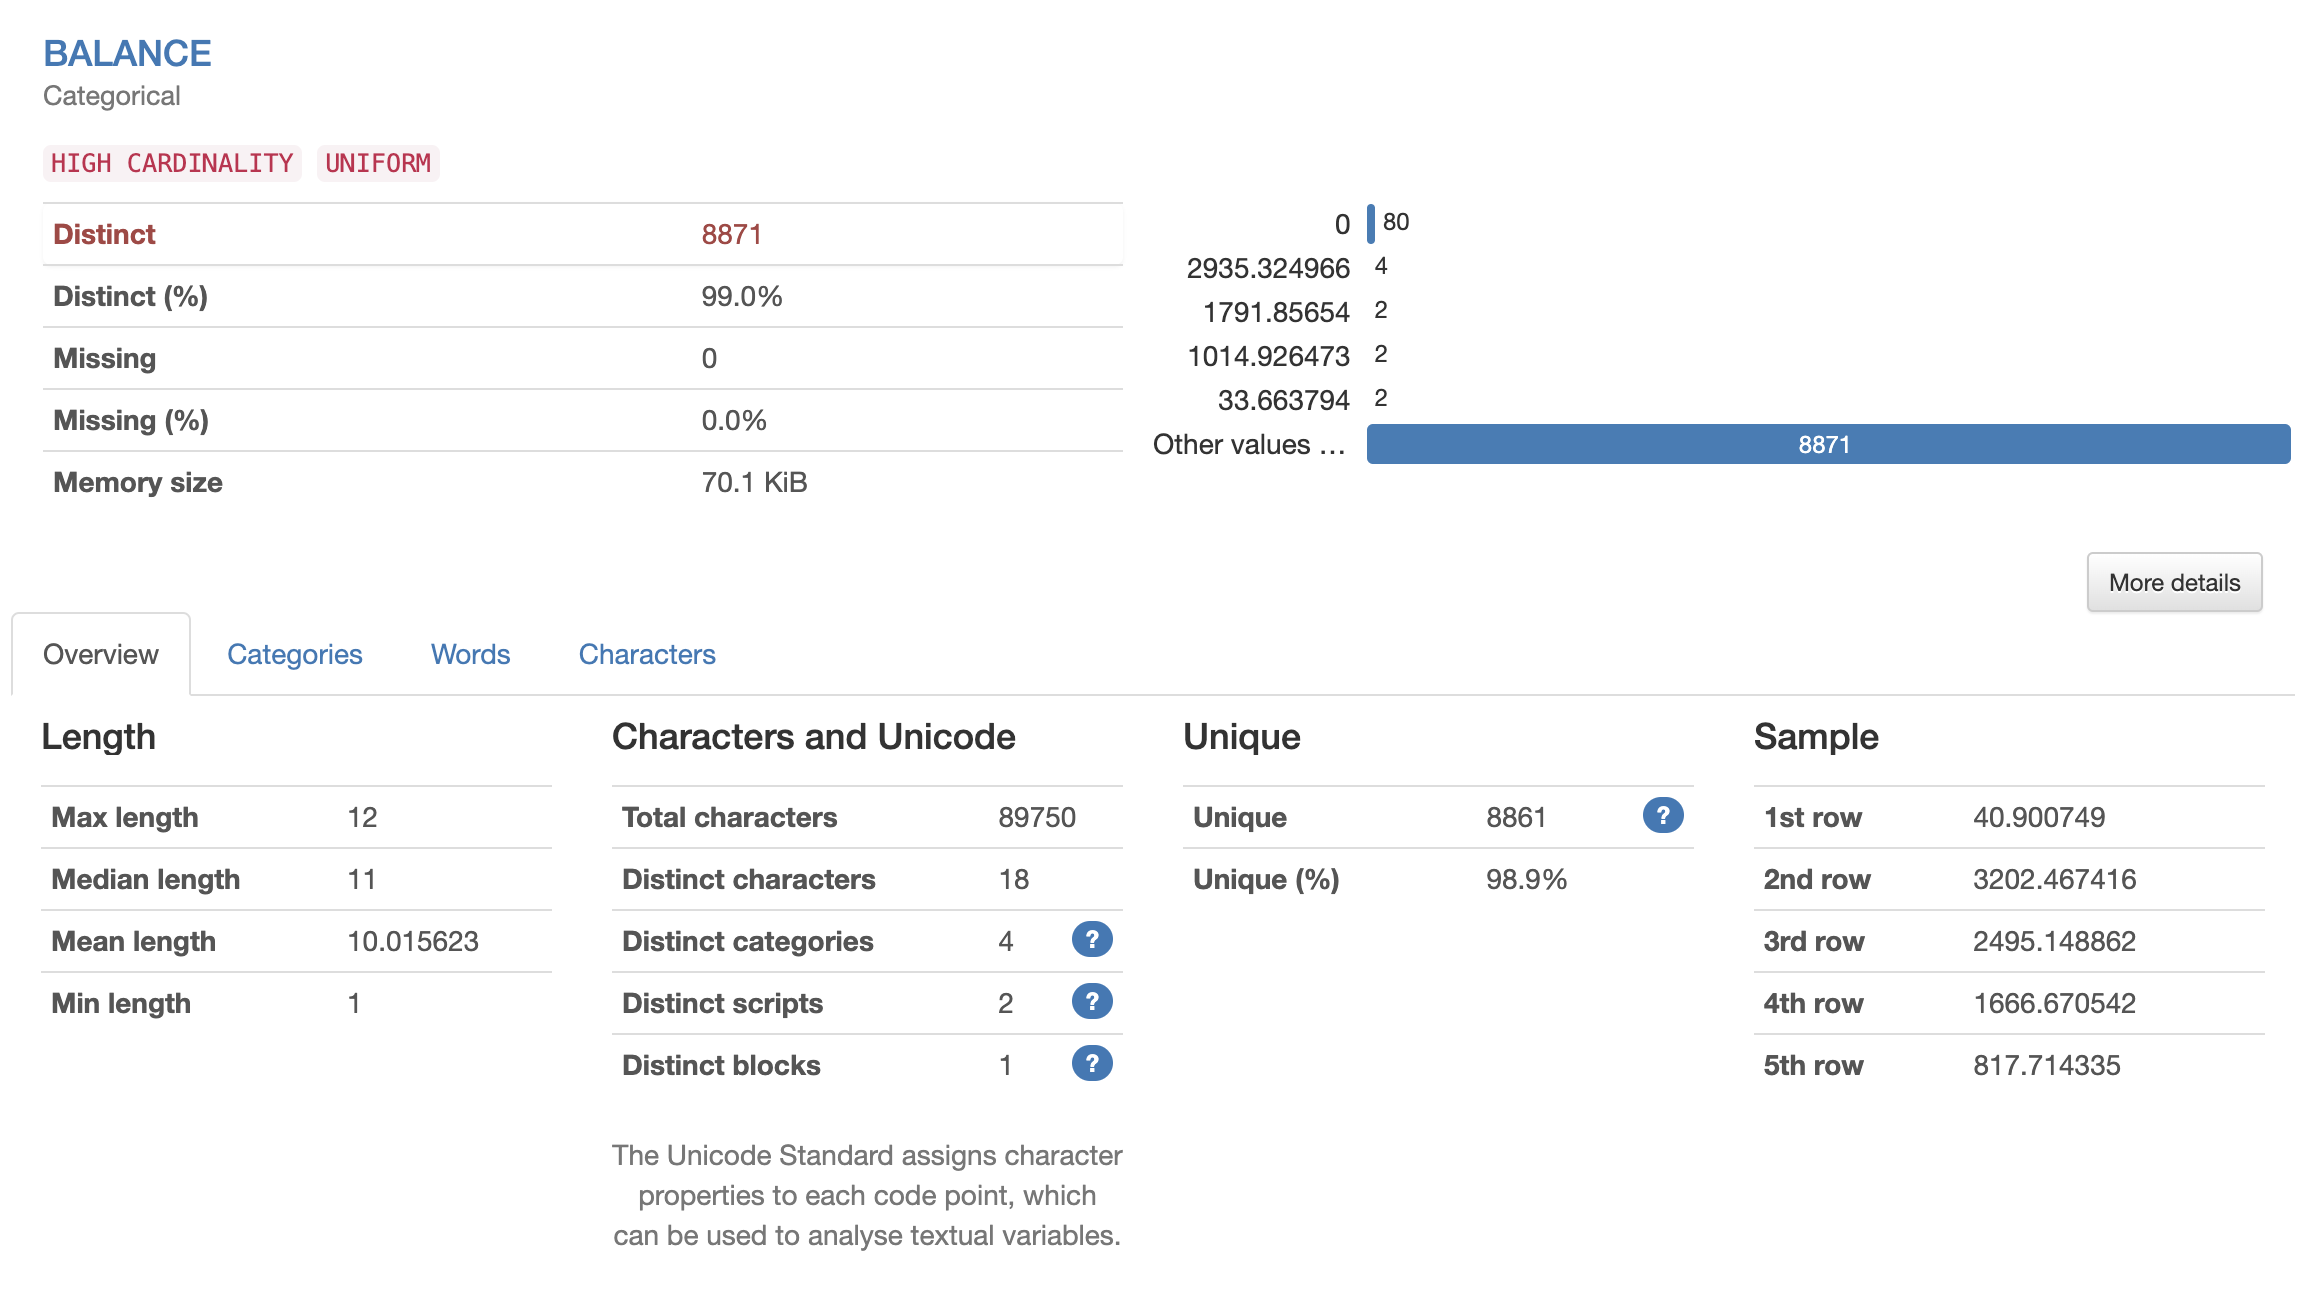 BALANCE
Categorical
HIGH CARDINALITY UNIFORM
Distinct 8871
Distinct (%) 99.0%
Missing 0
Missing (%) 0.0%
Memory size 70.1 KiB
0 80
2935.324966 4
1791.85654 2
1014.926473 2
33.663794 2
Other values ... 8871
More details
Overview Categories Words Characters
Length
Max length 12
Median length 11
Mean length 10.015623
Min length 1
Characters and Unicode
Total characters 89750
Distinct characters 18
Distinct categories 4 ?
Distinct scripts 2 ?
Distinct blocks 1 ?
The Unicode Standard assigns character
properties to each code point, which
can be used to analyse textual variables.
Unique
Unique 8861 ?
Unique (%) 98.9%
Sample
1st row 40.900749
2nd row 3202.467416
3rd row 2495.148862
4th row 1666.670542
5th row 817.714335